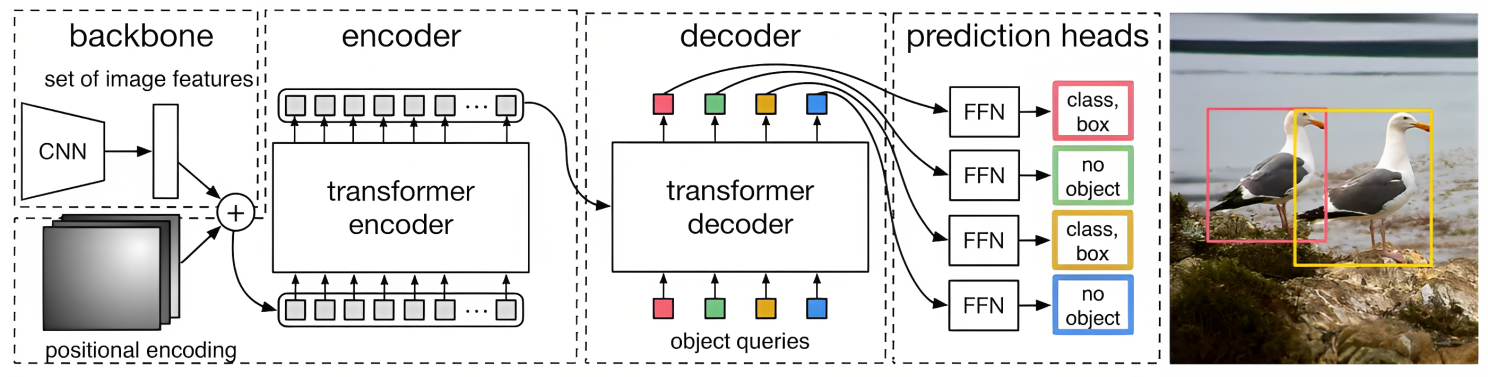 backbone
set of image features
CNN
+
positional encoding
encoder
transformer
encoder
decoder
transformer
decoder
object queries
prediction heads
FFN
class,
box
FFN
no
object
FFN
class,
box
FFN
no
object